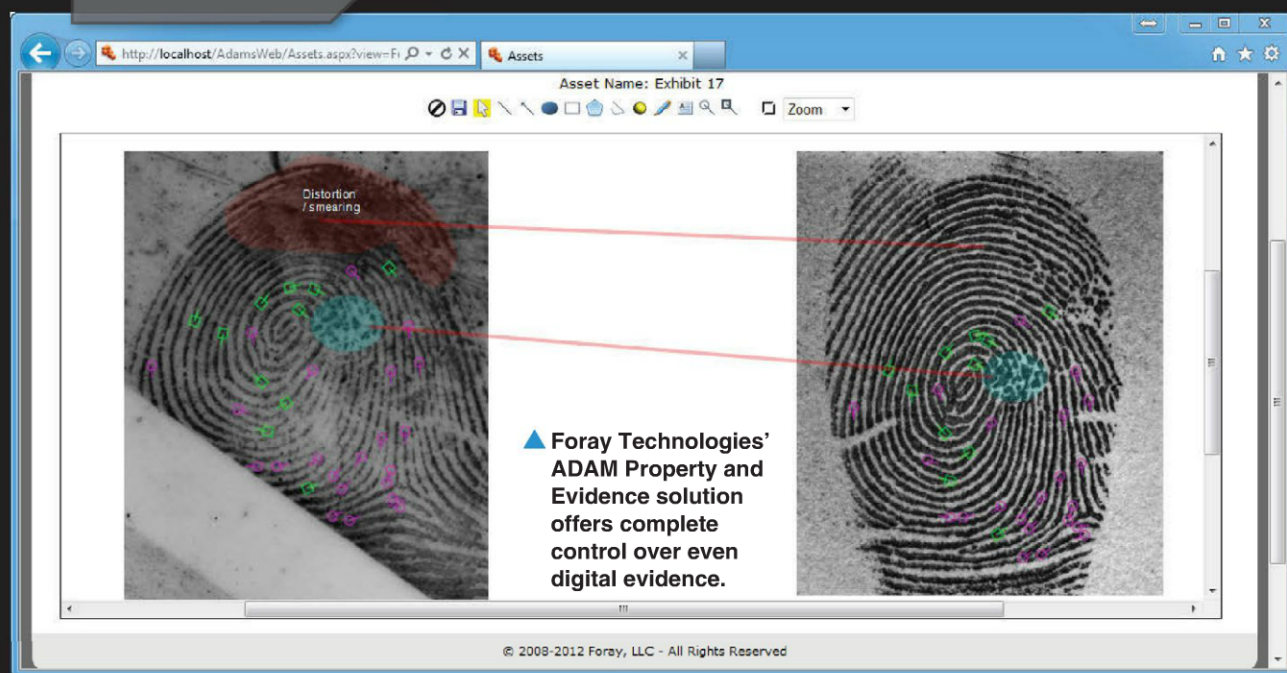 http://localhost/AdamsWeb/Assets.aspx?view=Fi
Assets
Asset Name: Exhibit 17
Zoom
Distortion
/ smearing
Foray Technologies’
ADAM Property and
Evidence solution
offers complete
control over even
digital evidence.
© 2008-2012 Foray, LLC - All Rights Reserved